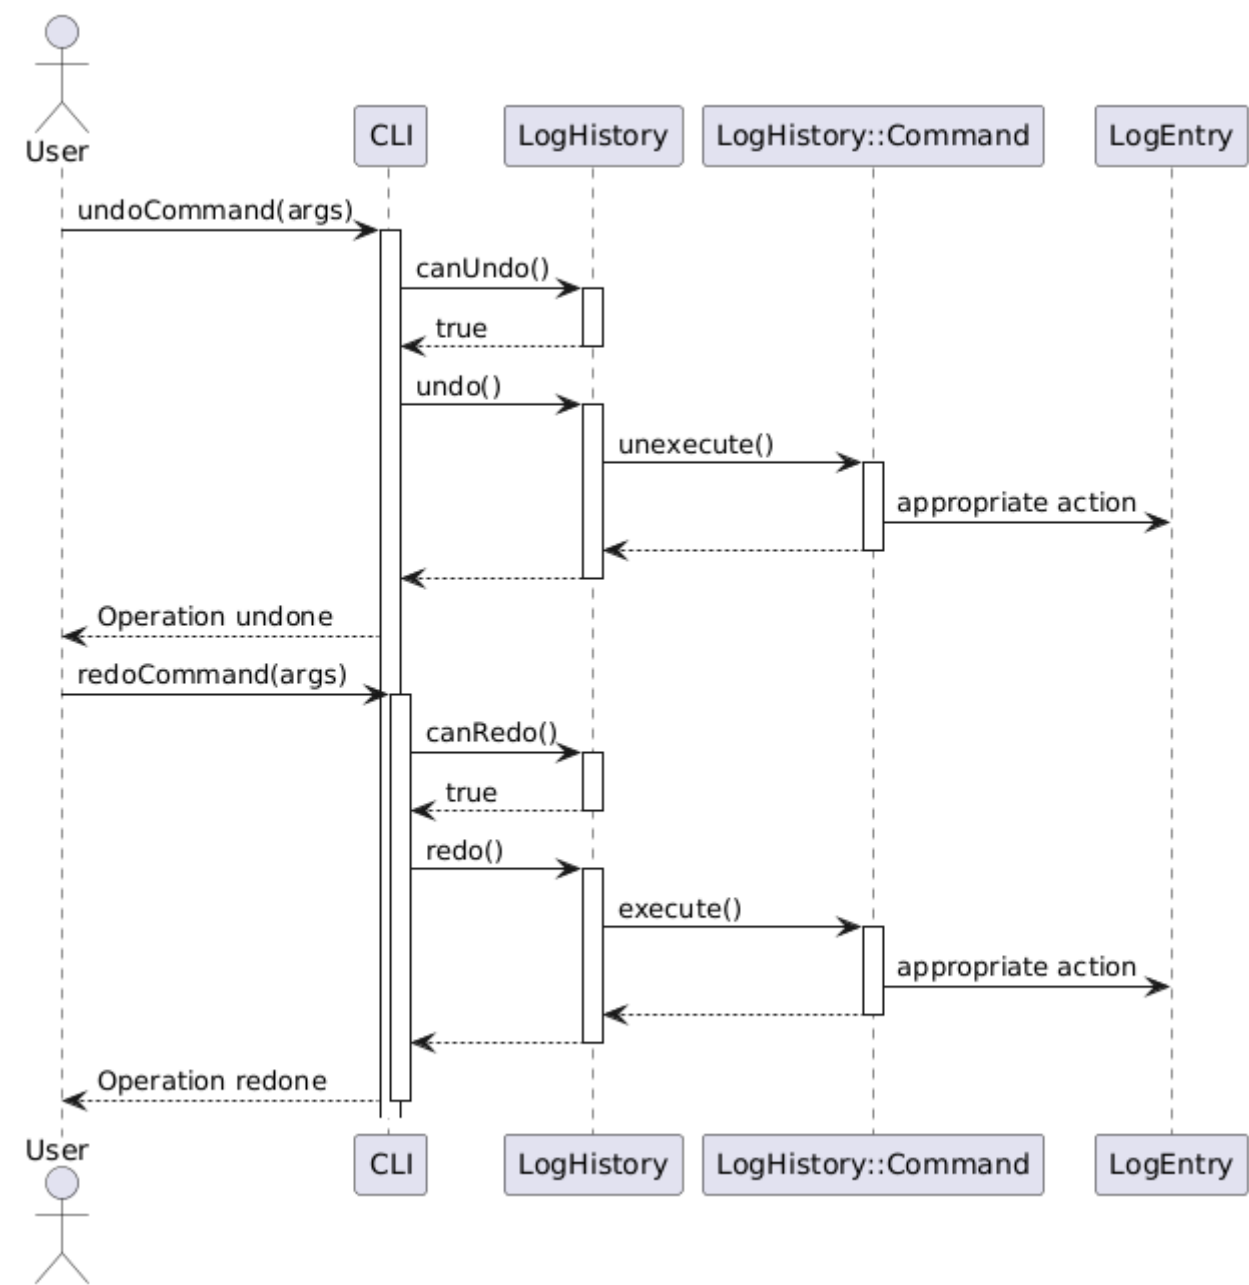 User
CLI
LogHistory
LogHistory::Command
LogEntry
undoCommand(args)
canUndo()
true
undo()
unexecute()
appropriate action
Operation undone
redoCommand(args)
canRedo()
true
redo()
execute()
appropriate action
Operation redone
User
CLI
LogHistory
LogHistory::Command
LogEntry